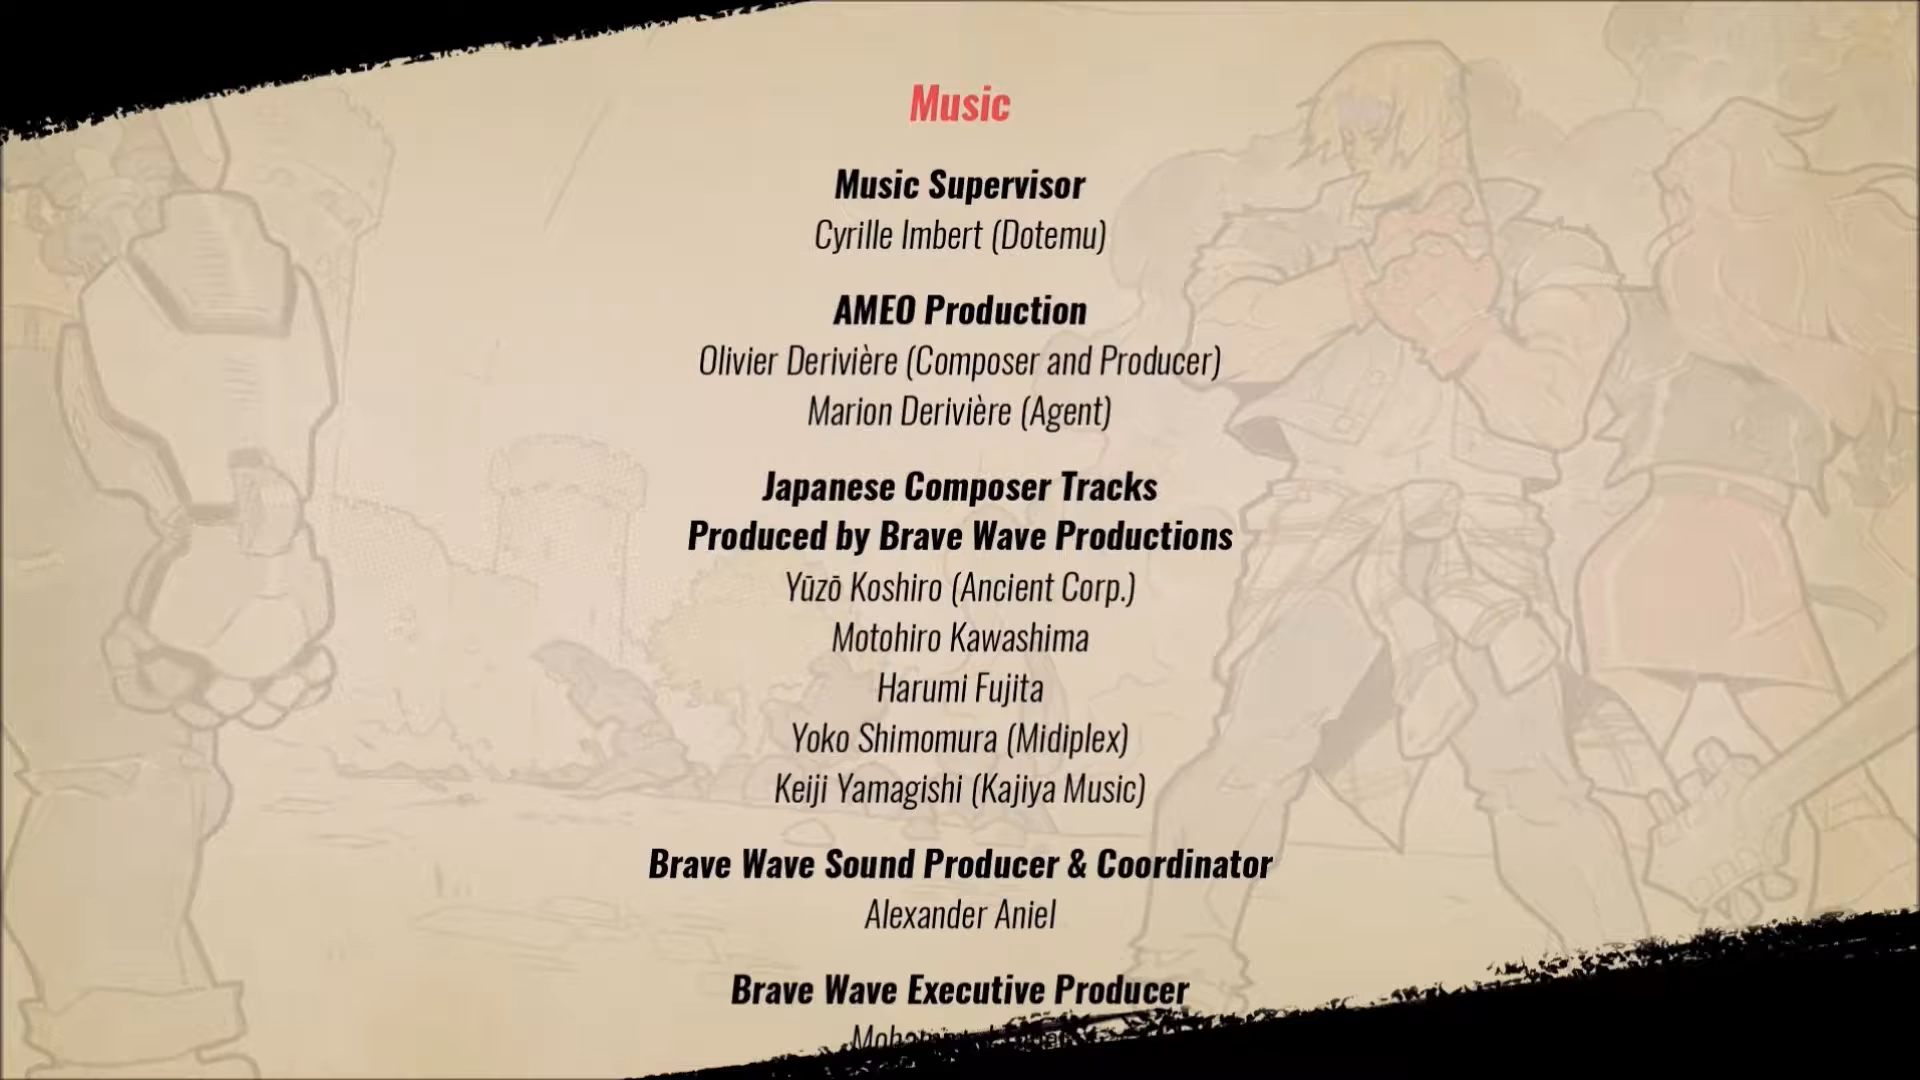 Music
Music Supervisor
Cyrille Imbert (Dotemu)
AMEO Production
Olivier Derivière (Composer and Producer)
Marion Derivière (Agent)
Japanese Composer Tracks
Produced by Brave Wave Productions
Yūzō Koshiro (Ancient Corp.)
Motohiro Kawashima
Harumi Fujita
Yoko Shimomura (Midiplex)
Keiji Yamagishi (Kajiya Music)
Brave Wave Sound Producer & Coordinator
Alexander Aniel
Brave Wave Executive Producer